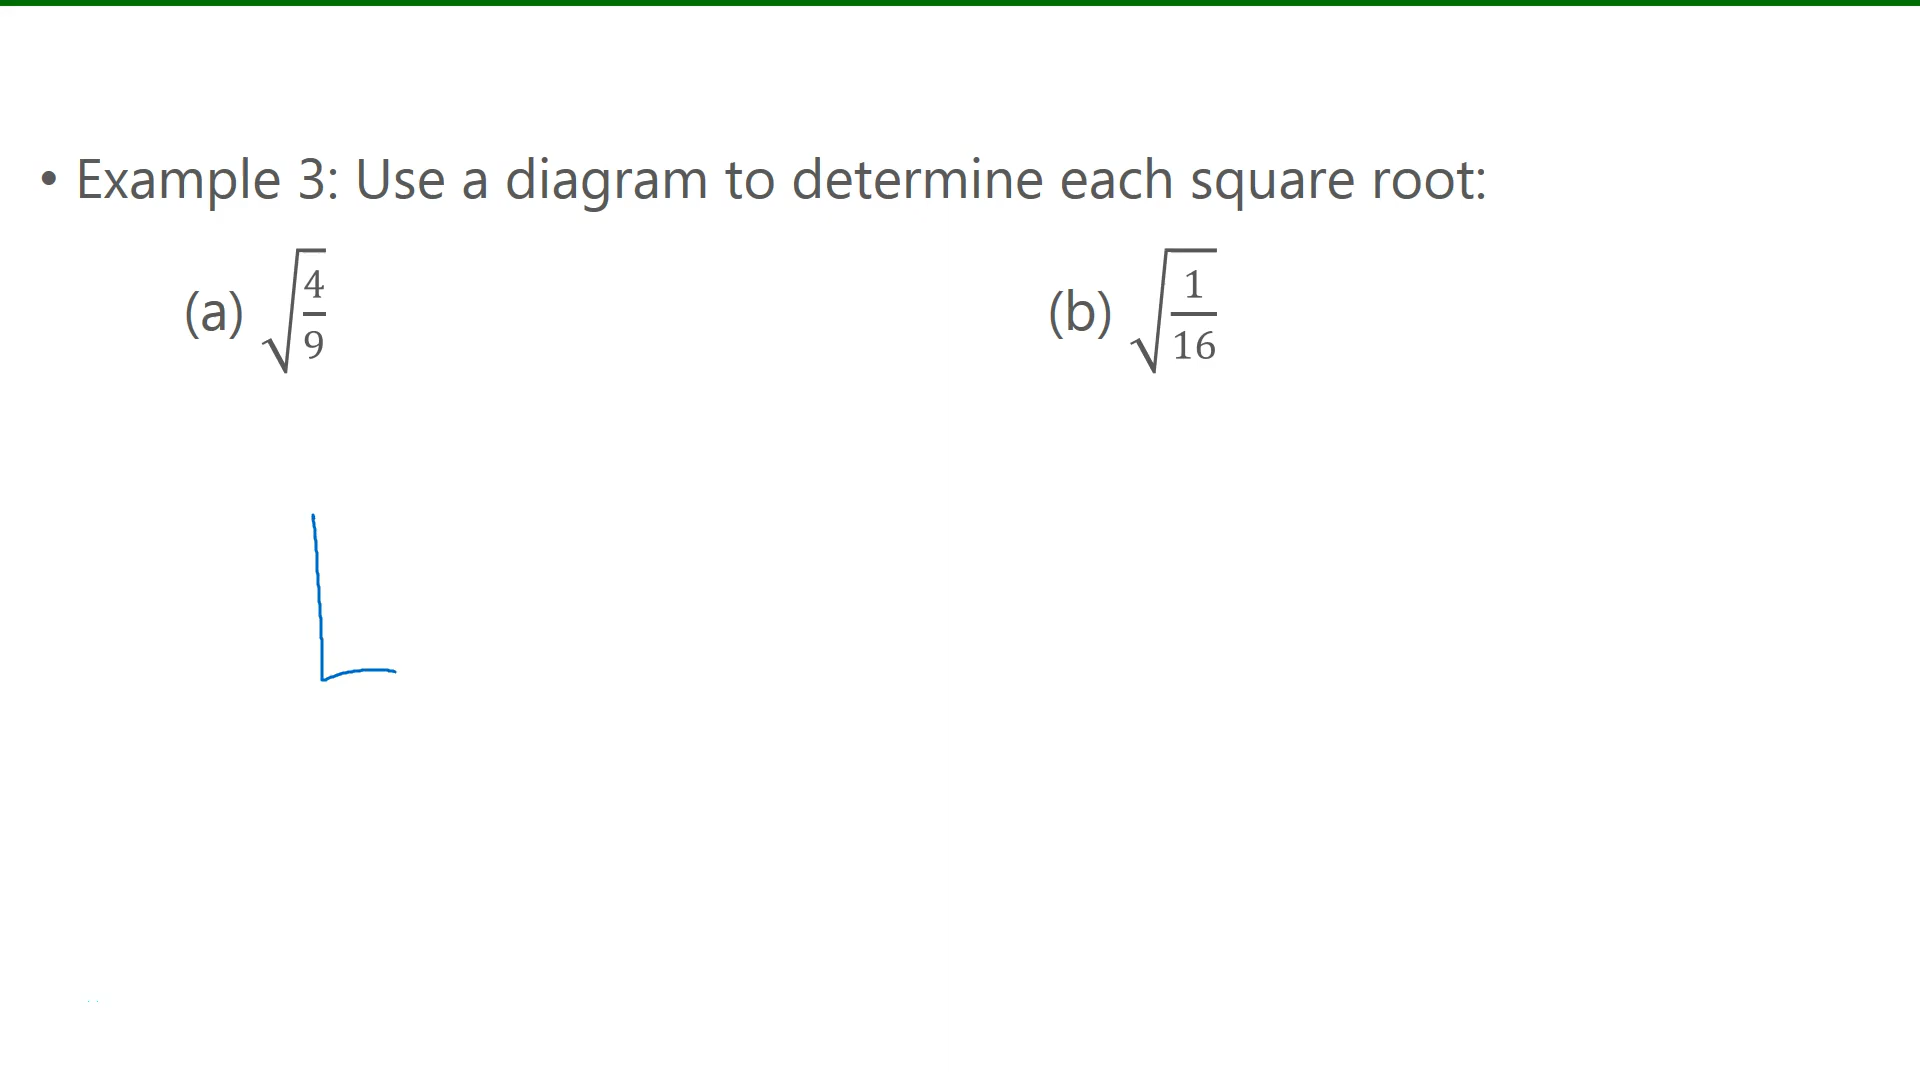 • Example 3: Use a diagram to determine each square root:
(a) √(4/9) (b) √(1/16)